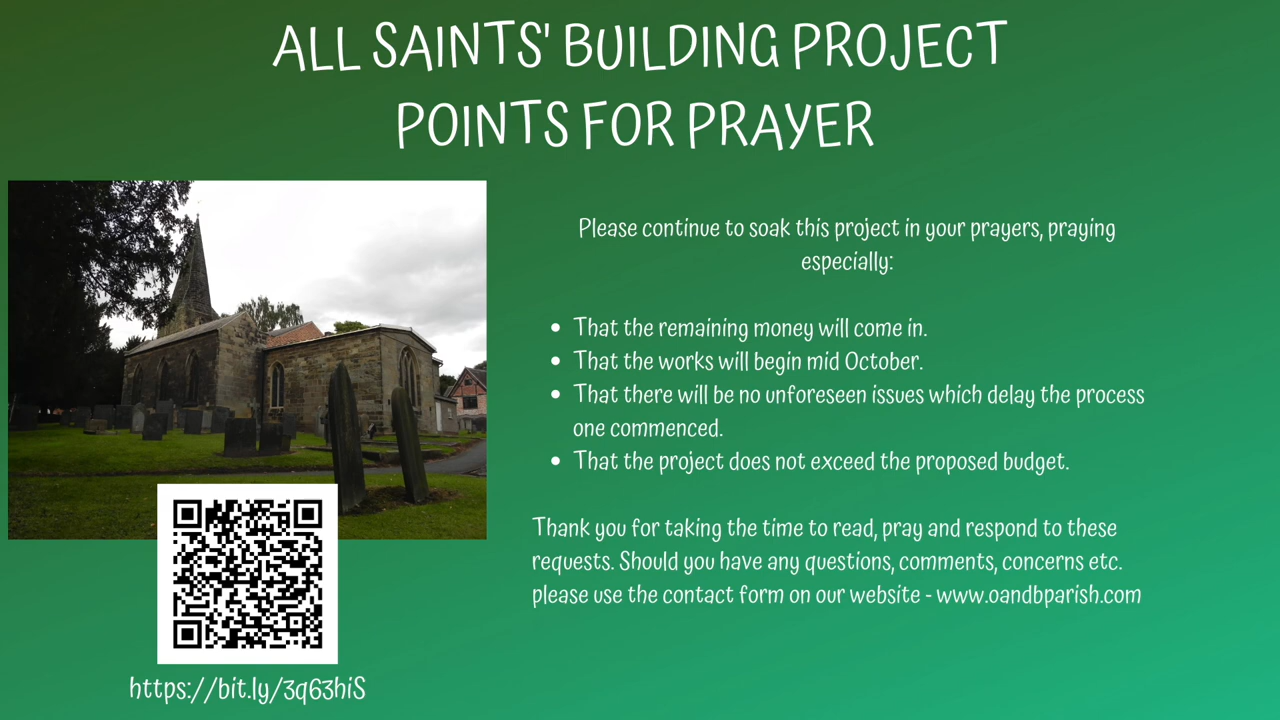 ALL SAINTS' BUILDING PROJECT
POINTS FOR PRAYER
Please continue to soak this project in your prayers, praying
especially:
• That the remaining money will come in.
• That the works will begin mid October.
• That there will be no unforeseen issues which delay the process
one commenced.
• That the project does not exceed the proposed budget.
Thank you for taking the time to read, pray and respond to these
requests. Should you have any questions, comments, concerns etc.
please use the contact form on our website - www.oandbparish.com
https://bit.ly/3q63hiS